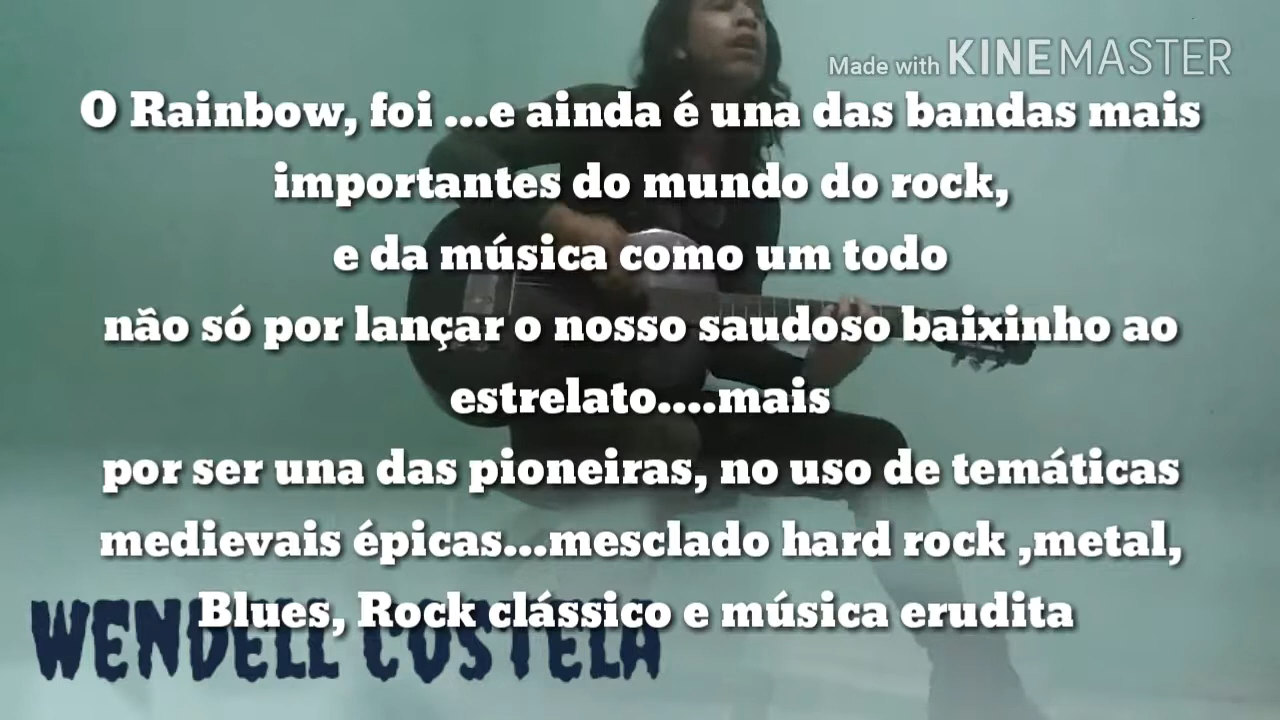 Made with KINEMASTER
O Rainbow, foi ...e ainda é una das bandas mais
importantes do mundo do rock,
e da música como um todo
não só por lançar o nosso saudoso baixinho ao
estrelato....mais
por ser una das pioneiras, no uso de temáticas
medievais épicas...mesclado hard rock ,metal,
Blues, Rock clássico e música erudita
WENDELL COSTELA